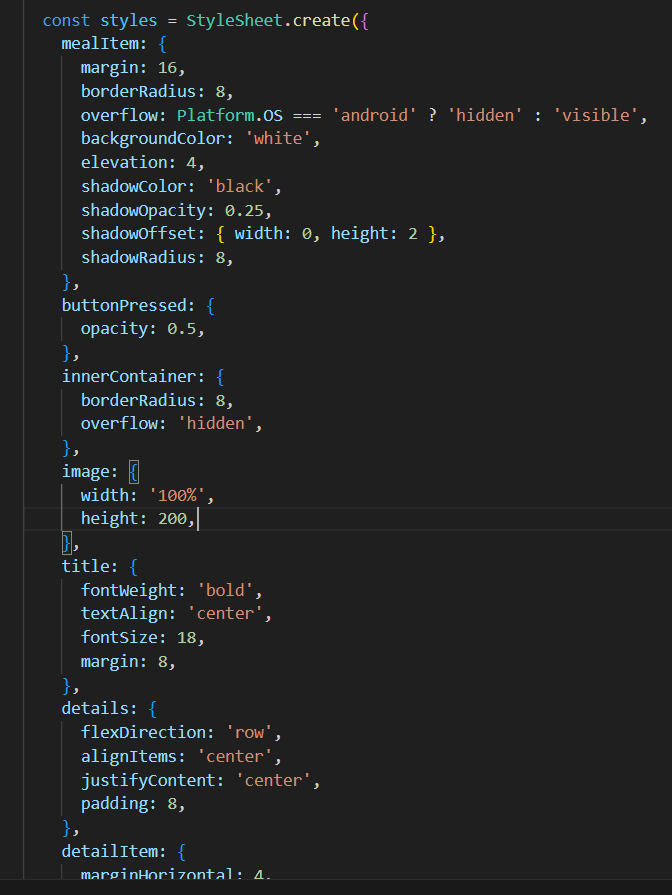 const styles = StyleSheet.create({
  mealItem: {
    margin: 16,
    borderRadius: 8,
    overflow: Platform.OS === 'android' ? 'hidden' : 'visible',
    backgroundColor: 'white',
    elevation: 4,
    shadowColor: 'black',
    shadowOpacity: 0.25,
    shadowOffset: { width: 0, height: 2 },
    shadowRadius: 8,
  },
  buttonPressed: {
    opacity: 0.5,
  },
  innerContainer: {
    borderRadius: 8,
    overflow: 'hidden',
  },
  image: {
    width: '100%',
    height: 200,
  },
  title: {
    fontWeight: 'bold',
    textAlign: 'center',
    fontSize: 18,
    margin: 8,
  },
  details: {
    flexDirection: 'row',
    alignItems: 'center',
    justifyContent: 'center',
    padding: 8,
  },
  detailItem: {
    marginHorizontal: 4,